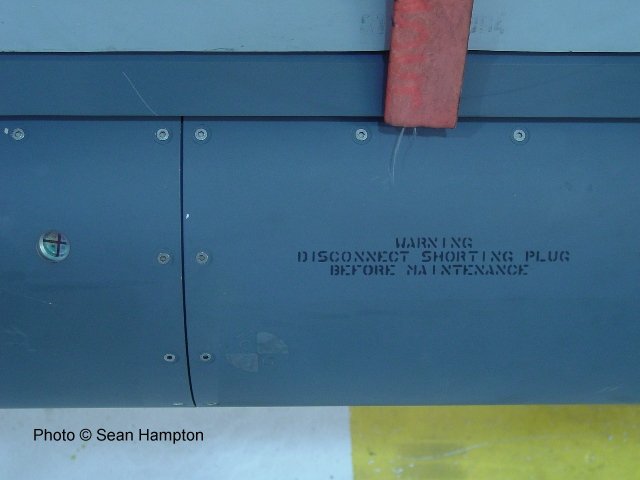 WARNING
DISCONNECT SHORTING PLUG
BEFORE MAINTENANCE
Photo © Sean Hampton